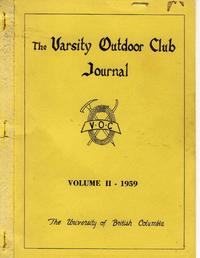 The Varsity Outdoor Club
Journal
V·O·C
VOLUME II - 1959
The University of British Columbia